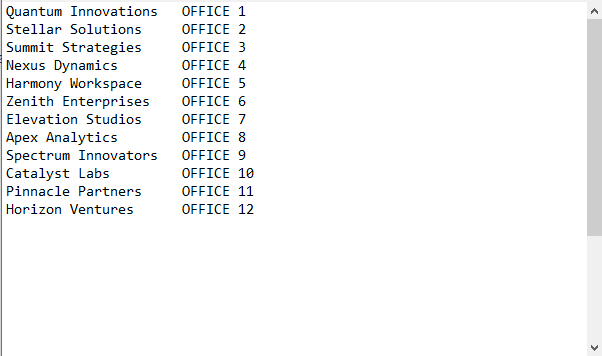 Quantum Innovations   OFFICE 1
Stellar Solutions     OFFICE 2
Summit Strategies     OFFICE 3
Nexus Dynamics        OFFICE 4
Harmony Workspace     OFFICE 5
Zenith Enterprises    OFFICE 6
Elevation Studios     OFFICE 7
Apex Analytics        OFFICE 8
Spectrum Innovators   OFFICE 9
Catalyst Labs         OFFICE 10
Pinnacle Partners     OFFICE 11
Horizon Ventures      OFFICE 12